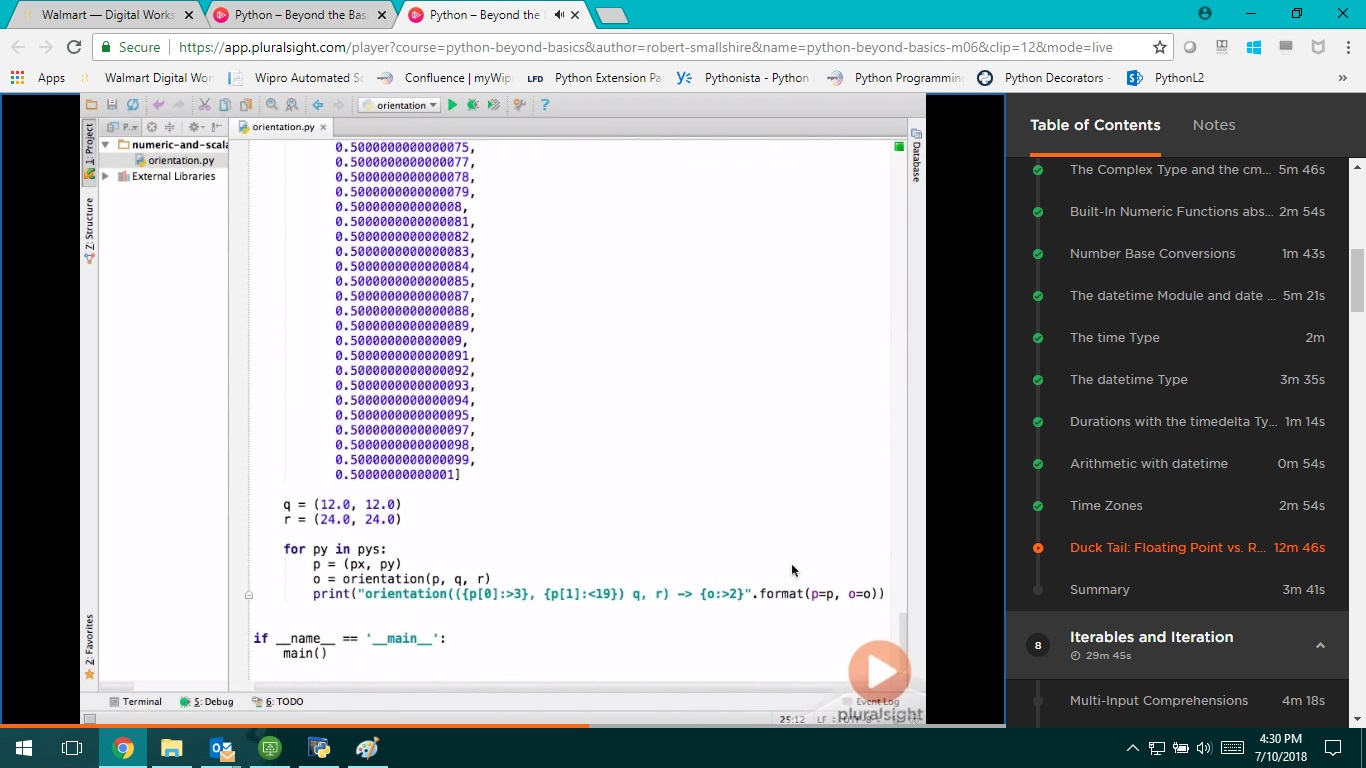 Walmart — Digital Works
Python – Beyond the Bas
Python – Beyond the
Secure
https://app.pluralsight.com/player?course=python-beyond-basics&author=robert-smallshire&name=python-beyond-basics-m06&clip=12&mode=live
Apps
Walmart Digital Wor
Wipro Automated Sc
Confluence | myWip
LFD
Python Extension Pa
Pythonista - Python
Python Programmin
Python Decorators -
PythonL2
»
orientation
1: Project
P..
orientation.py
numeric-and-scala
orientation.py
External Libraries
Z: Structure
2: Favorites
Database
0.5000000000000075,
0.5000000000000077,
0.5000000000000078,
0.5000000000000079,
0.500000000000008,
0.5000000000000081,
0.5000000000000082,
0.5000000000000083,
0.5000000000000084,
0.5000000000000085,
0.5000000000000087,
0.5000000000000088,
0.5000000000000089,
0.500000000000009,
0.5000000000000091,
0.5000000000000092,
0.5000000000000093,
0.5000000000000094,
0.5000000000000095,
0.5000000000000097,
0.5000000000000098,
0.5000000000000099,
0.50000000000001]
q = (12.0, 12.0)
r = (24.0, 24.0)
for py in pys:
p = (px, py)
o = orientation(p, q, r)
print("orientation(({p[0]:>3}, {p[1]:<19}) q, r) -> {o:>2}".format(p=p, o=o))
if __name__ == '__main__':
main()
Terminal
5: Debug
6: TODO
Event Log
pluralsight
25:12
LF
Table of Contents
Notes
The Complex Type and the cm... 5m 46s
Built-In Numeric Functions abs... 2m 54s
Number Base Conversions 1m 43s
The datetime Module and date ... 5m 21s
The time Type 2m
The datetime Type 3m 35s
Durations with the timedelta Ty... 1m 14s
Arithmetic with datetime 0m 54s
Time Zones 2m 54s
Duck Tail: Floating Point vs. R... 12m 46s
Summary 3m 41s
8
Iterables and Iteration
29m 45s
Multi-Input Comprehensions 4m 18s
4:30 PM
7/10/2018